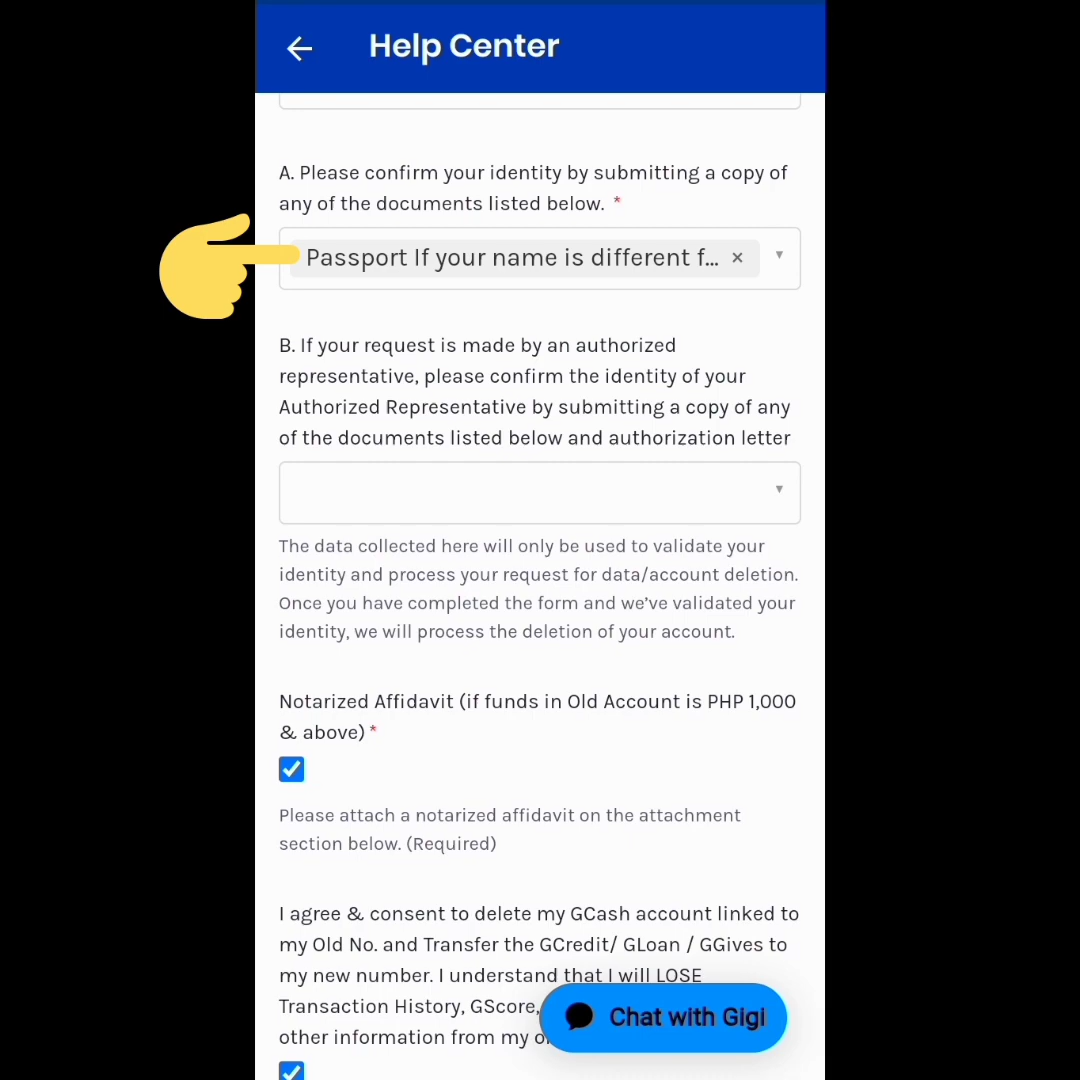 Help Center
A. Please confirm your identity by submitting a copy of
any of the documents listed below. *
Passport If your name is different f... ×
B. If your request is made by an authorized
representative, please confirm the identity of your
Authorized Representative by submitting a copy of any
of the documents listed below and authorization letter
The data collected here will only be used to validate your
identity and process your request for data/account deletion.
Once you have completed the form and we’ve validated your
identity, we will process the deletion of your account.
Notarized Affidavit (if funds in Old Account is PHP 1,000
& above) *
Please attach a notarized affidavit on the attachment
section below. (Required)
I agree & consent to delete my GCash account linked to
my Old No. and Transfer the GCredit/ GLoan / GGives to
my new number. I understand that I will LOSE
Transaction History, GScore,
other information from my
Chat with Gigi